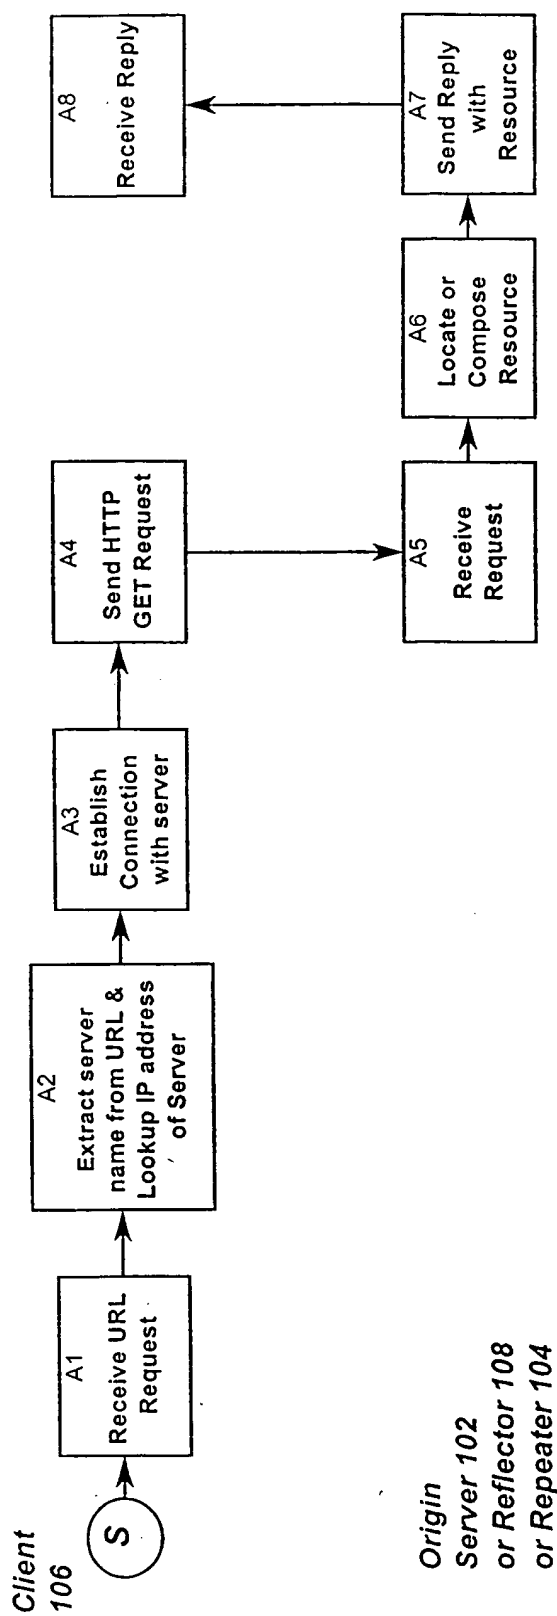 Client
106
S
A1
Receive URL
Request
A2
Extract server
name from URL &
Lookup IP address
of Server
A3
Establish
Connection
with server
A4
Send HTTP
GET Request
A8
Receive Reply
Origin
Server 102
or Reflector 108
or Repeater 104
A5
Receive
Request
A6
Locate or
Compose
Resource
A7
Send Reply
with
Resource